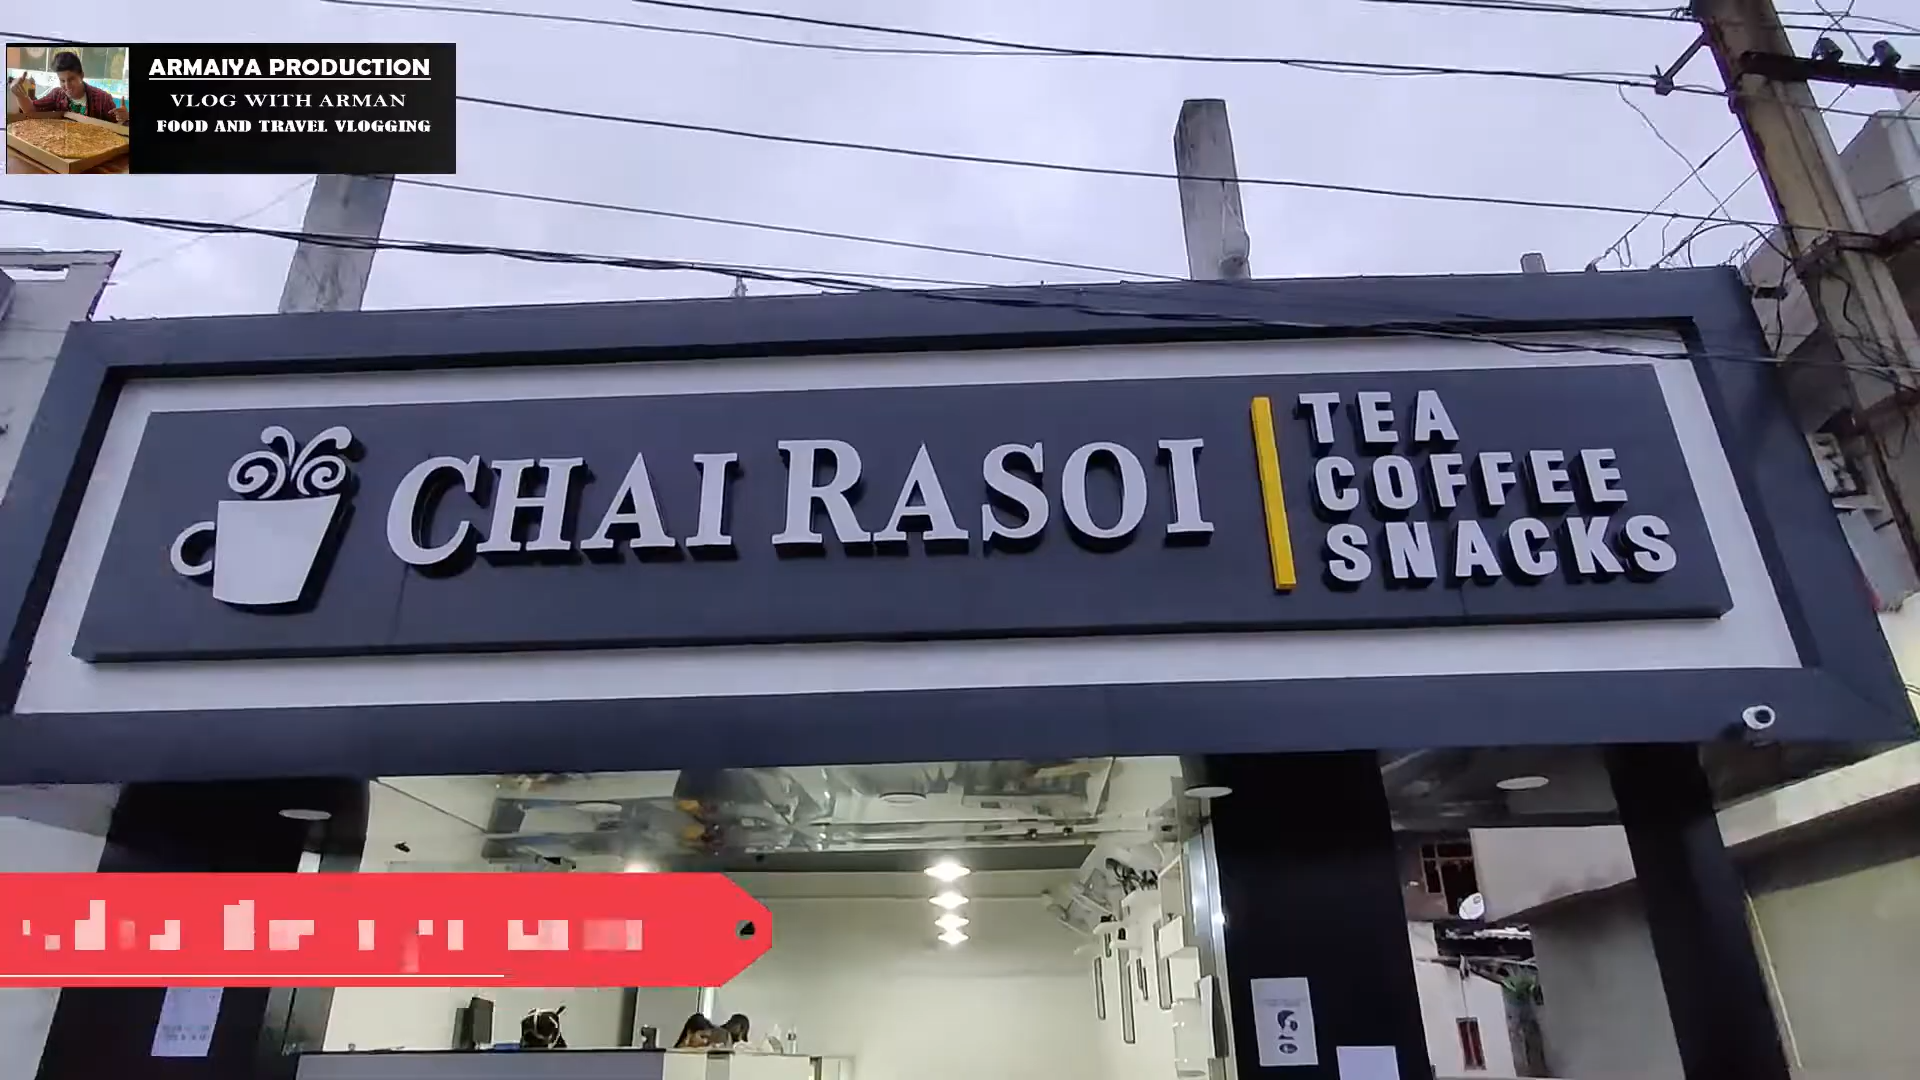 ARMAIYA PRODUCTION
VLOG WITH ARMAN
FOOD AND TRAVEL VLOGGING
CHAI RASOI
TEA
COFFEE
SNACKS